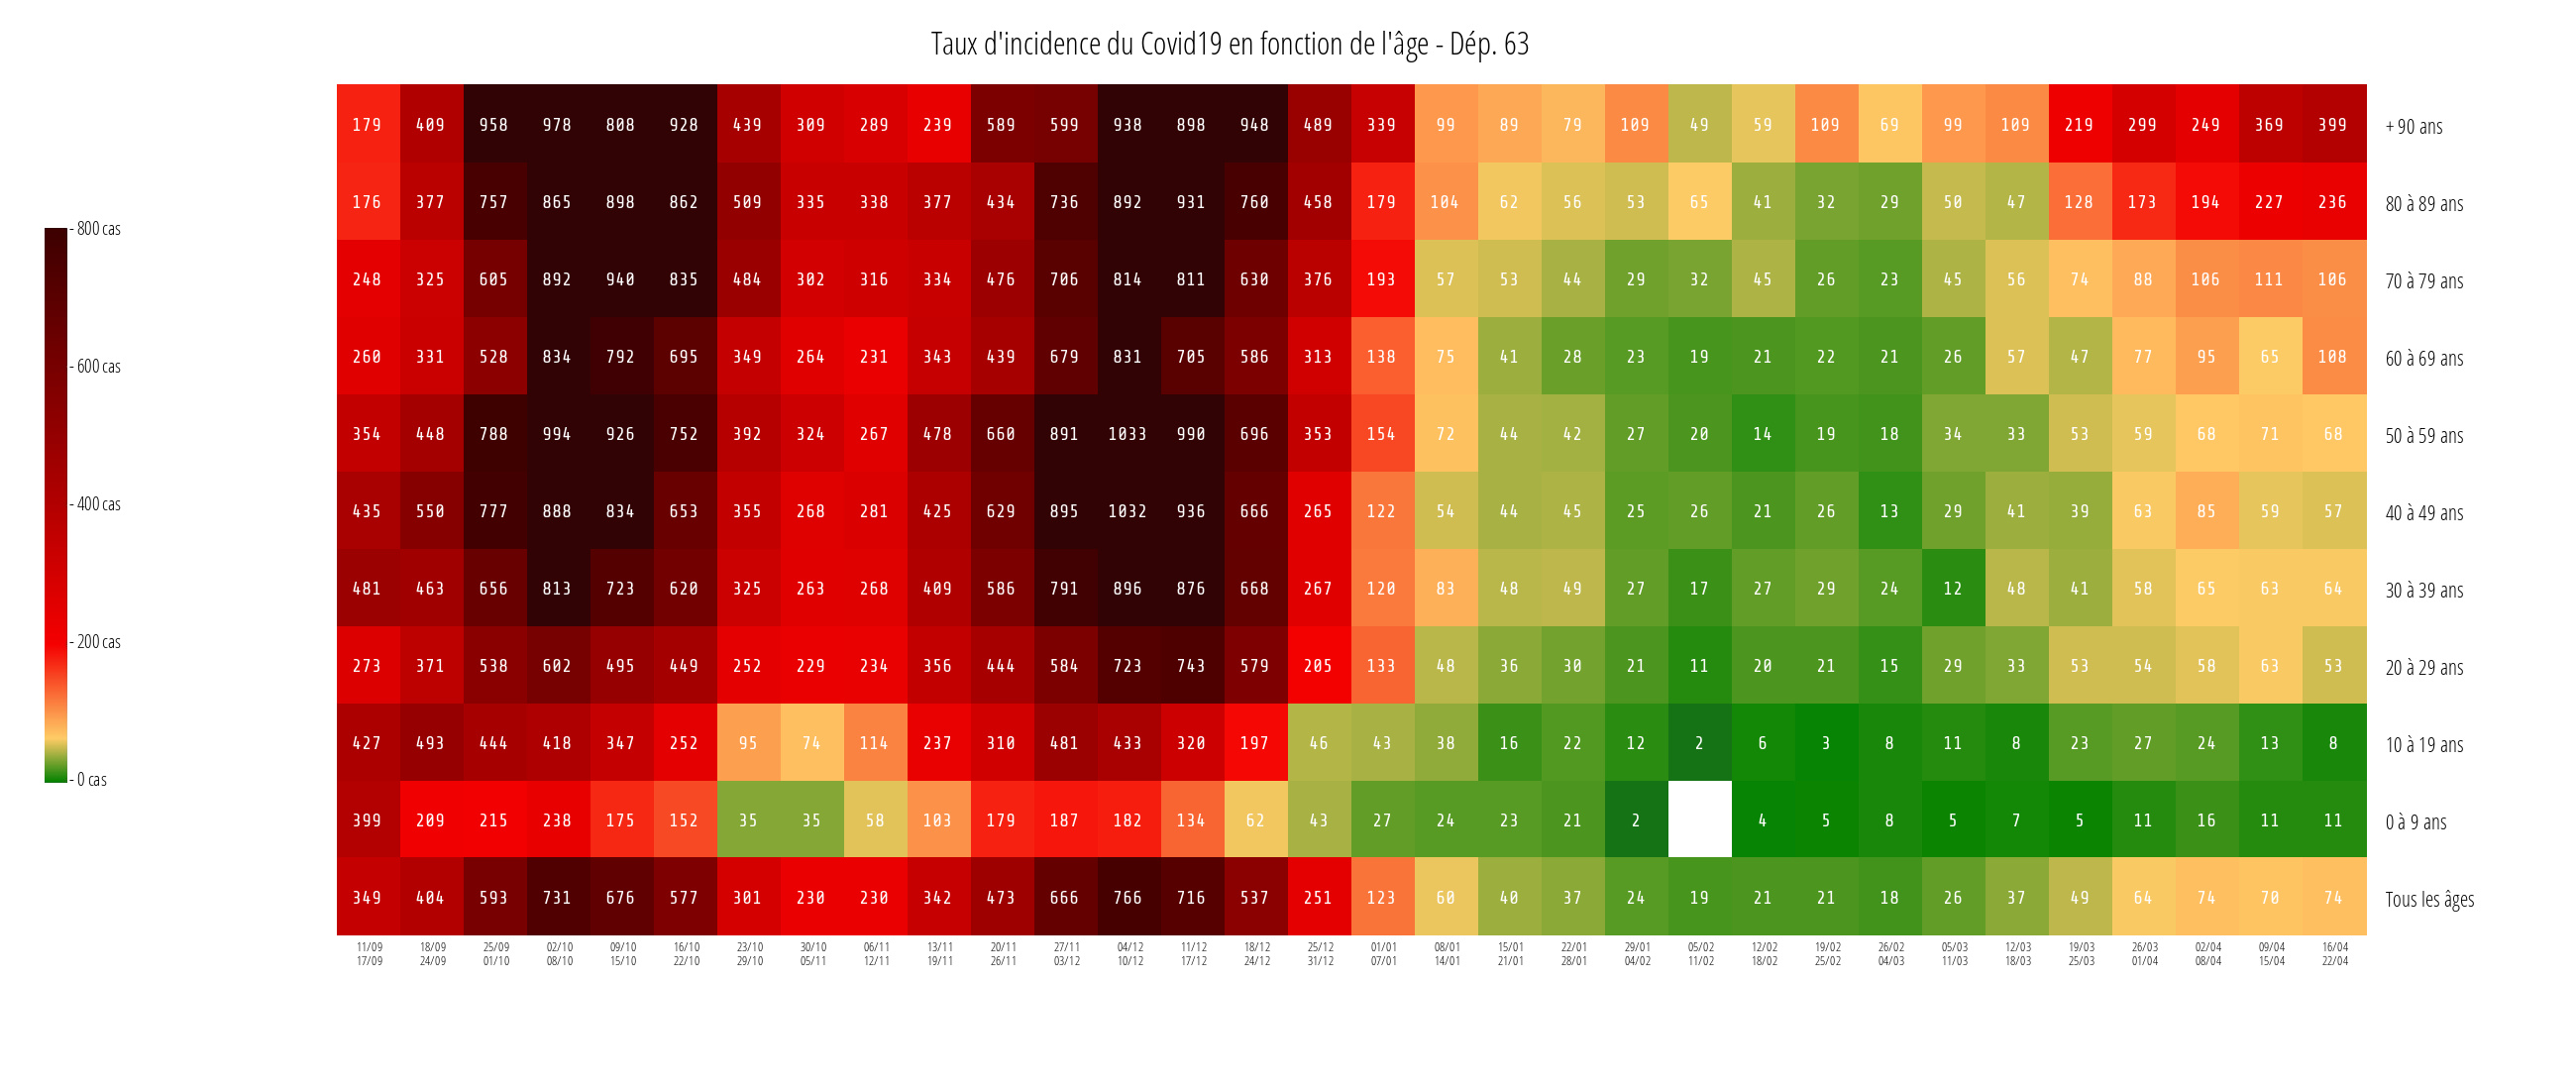 Taux d'incidence du Covid19 en fonction de l'âge - Dép. 63
179 409 958 978 808 928 439 309 289 239 589 599 938 898 948 489 339 99 89 79 109 49 59 109 69 99 109 219 299 249 369 399 + 90 ans
176 377 757 865 898 862 509 335 338 377 434 736 892 931 760 458 179 104 62 56 53 65 41 32 29 50 47 128 173 194 227 236 80 à 89 ans
248 325 605 892 940 835 484 302 316 334 476 706 814 811 630 376 193 57 53 44 29 32 45 26 23 45 56 74 88 106 111 106 70 à 79 ans
260 331 528 834 792 695 349 264 231 343 439 679 831 705 586 313 138 75 41 28 23 19 21 22 21 26 57 47 77 95 65 108 60 à 69 ans
354 448 788 994 926 752 392 324 267 478 660 891 1033 990 696 353 154 72 44 42 27 20 14 19 18 34 33 53 59 68 71 68 50 à 59 ans
435 550 777 888 834 653 355 268 281 425 629 895 1032 936 666 265 122 54 44 45 25 26 21 26 13 29 41 39 63 85 59 57 40 à 49 ans
481 463 656 813 723 620 325 263 268 409 586 791 896 876 668 267 120 83 48 49 27 17 27 29 24 12 48 41 58 65 63 64 30 à 39 ans
273 371 538 602 495 449 252 229 234 356 444 584 723 743 579 205 133 48 36 30 21 11 20 21 15 29 33 53 54 58 63 53 20 à 29 ans
427 493 444 418 347 252 95 74 114 237 310 481 433 320 197 46 43 38 16 22 12 2 6 3 8 11 8 23 27 24 13 8 10 à 19 ans
399 209 215 238 175 152 35 35 58 103 179 187 182 134 62 43 27 24 23 21 2 4 5 8 5 7 5 11 16 11 11 0 à 9 ans
349 404 593 731 676 577 301 230 230 342 473 666 766 716 537 251 123 60 40 37 24 19 21 21 18 26 37 49 64 74 70 74 Tous les âges
11/09 18/09 25/09 02/10 09/10 16/10 23/10 30/10 06/11 13/11 20/11 27/11 04/12 11/12 18/12 25/12 01/01 08/01 15/01 22/01 29/01 05/02 12/02 19/02 26/02 05/03 12/03 19/03 26/03 02/04 09/04 16/04
17/09 24/09 01/10 08/10 15/10 22/10 29/10 05/11 12/11 19/11 26/11 03/12 10/12 17/12 24/12 31/12 07/01 14/01 21/01 28/01 04/02 11/02 18/02 25/02 04/03 11/03 18/03 25/03 01/04 08/04 15/04 22/04
- 800 cas
- 600 cas
- 400 cas
- 200 cas
- 0 cas